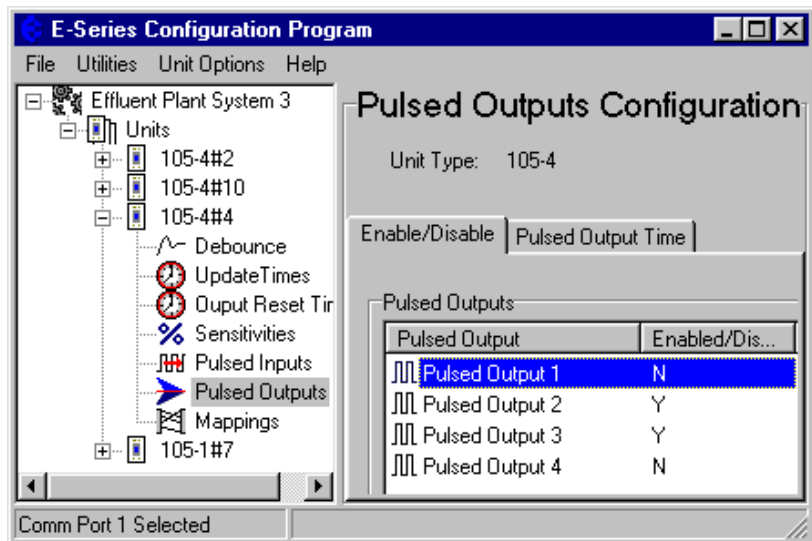 E-Series Configuration Program
File Utilities Unit Options Help
Effluent Plant System 3
Units
105-4#2
105-4#10
105-4#4
Debounce
UpdateTimes
Ouput Reset Tir
Sensitivities
Pulsed Inputs
Pulsed Outputs
Mappings
105-1#7
Pulsed Outputs Configuration
Unit Type: 105-4
Enable/Disable Pulsed Output Time
Pulsed Outputs
Pulsed Output Enabled/Dis...
Pulsed Output 1 N
Pulsed Output 2 Y
Pulsed Output 3 Y
Pulsed Output 4 N
Comm Port 1 Selected